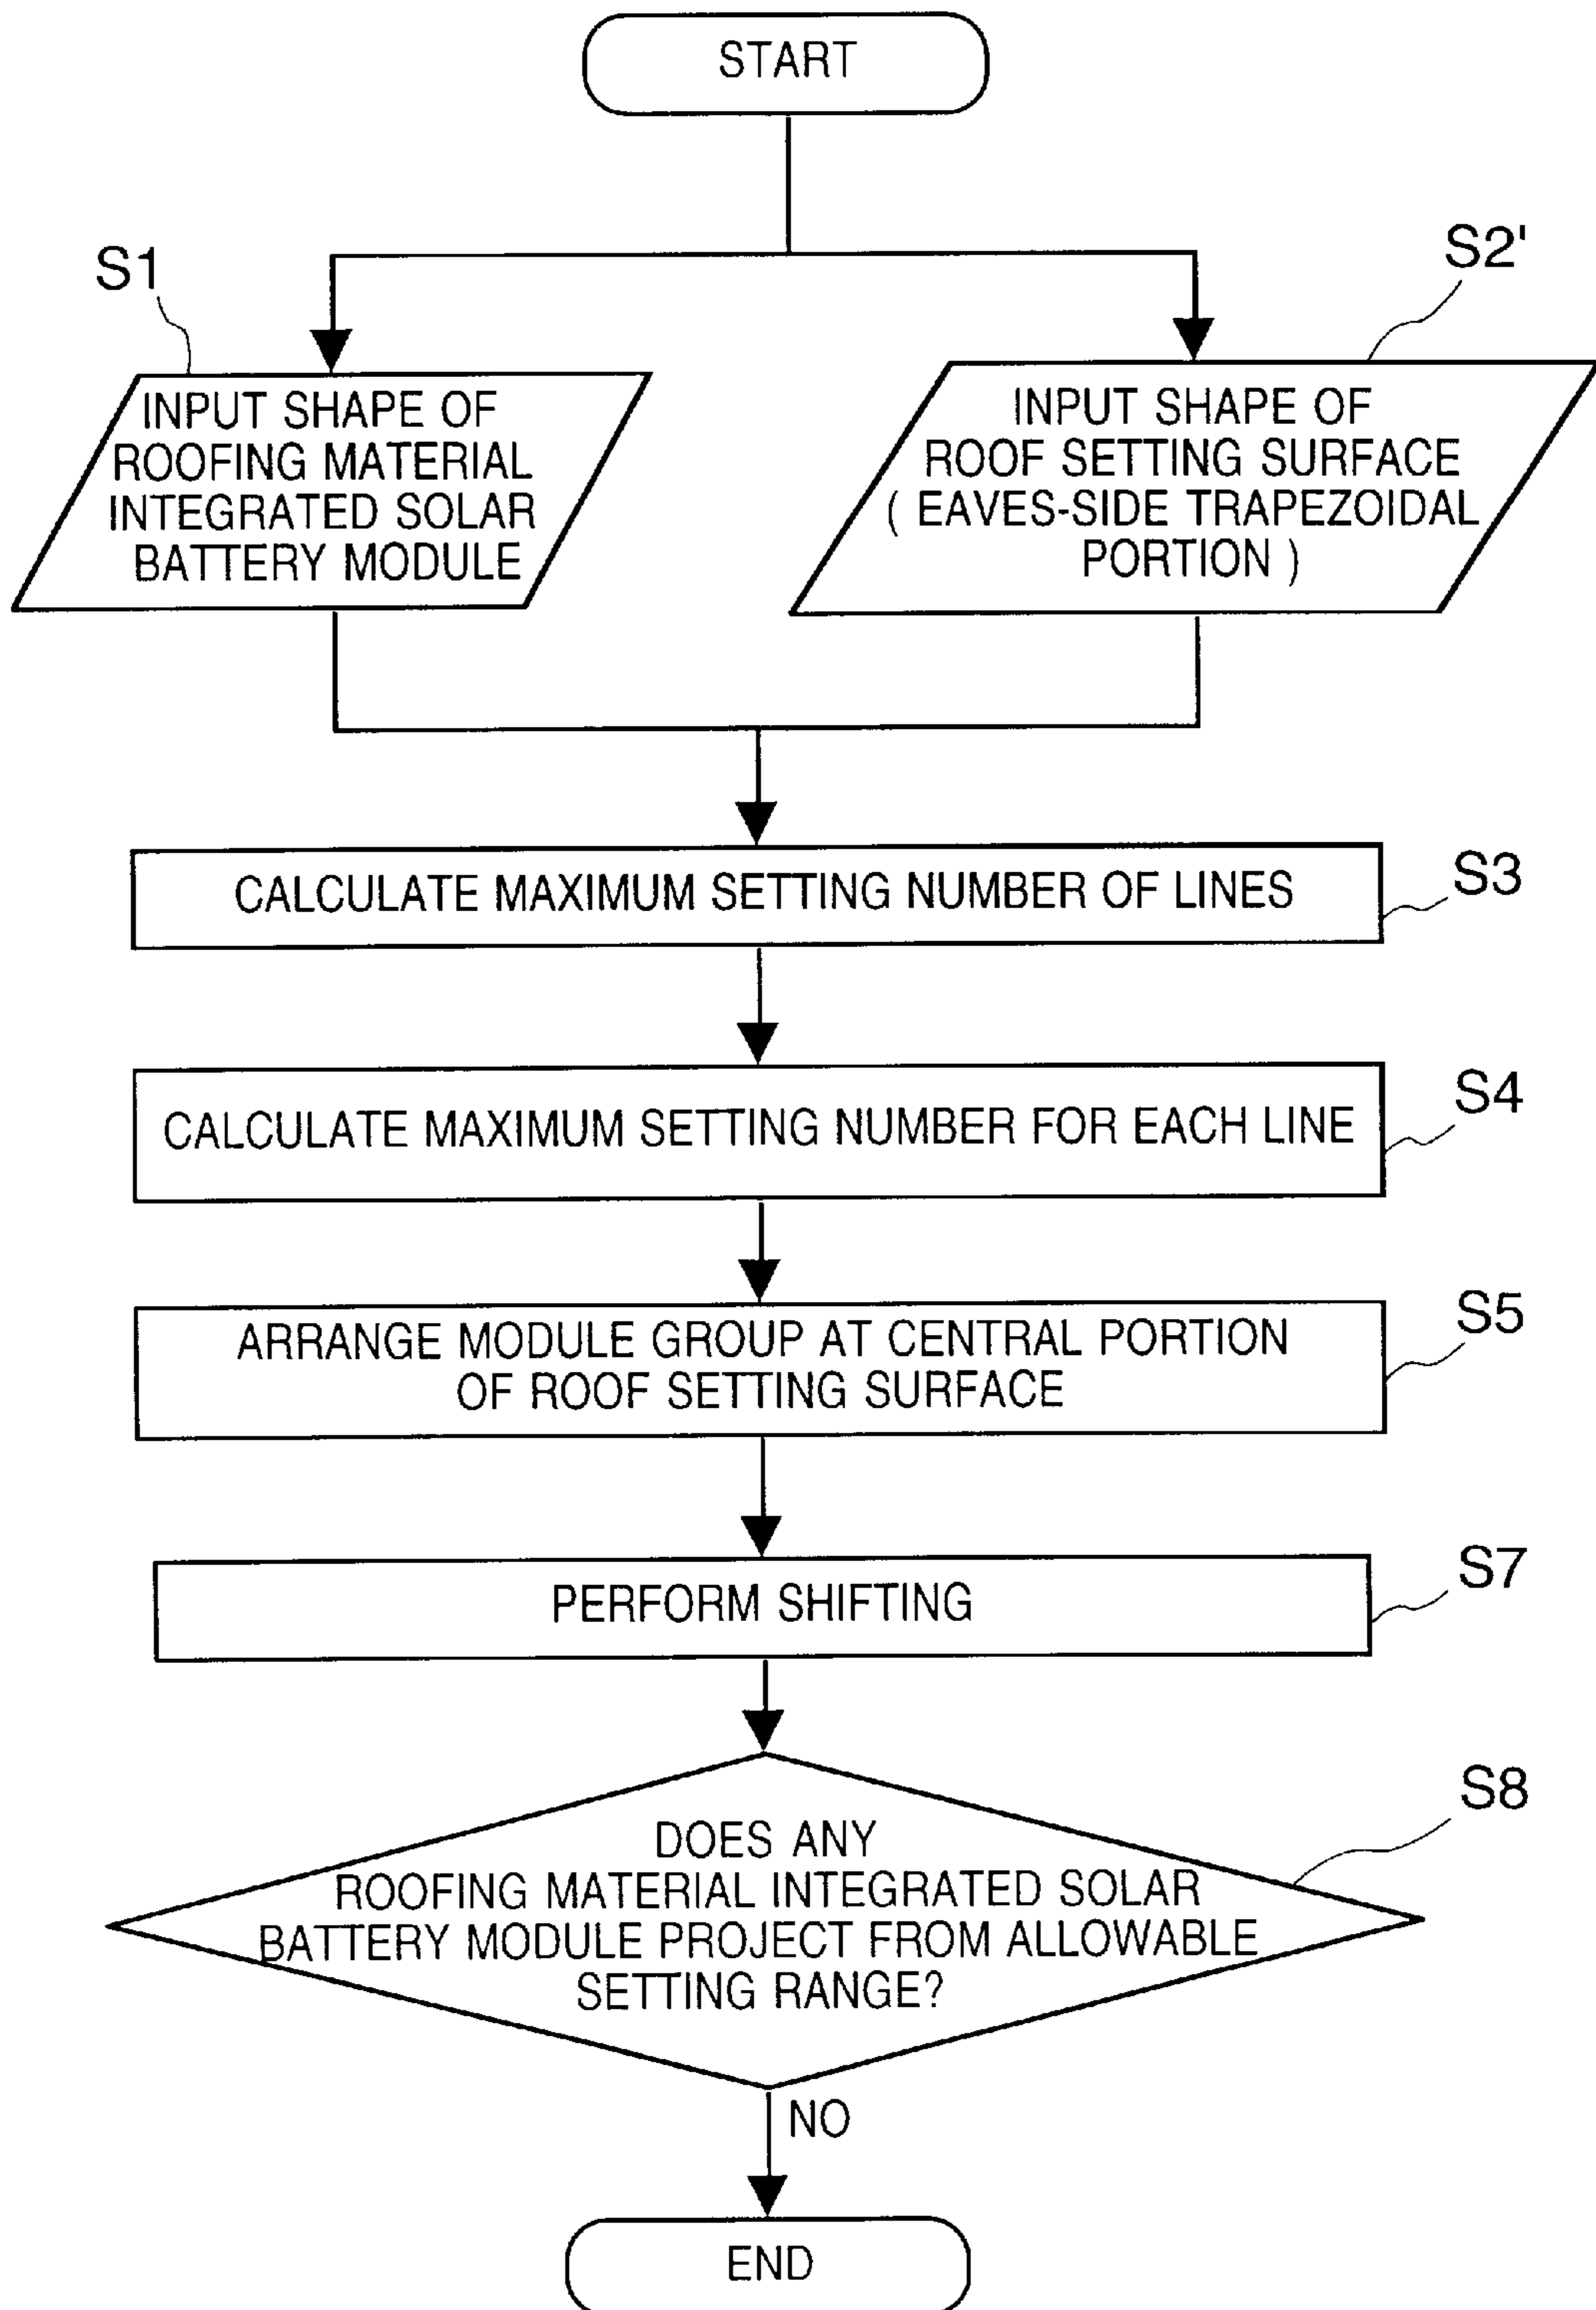 START
S1
S2'
INPUT SHAPE OF
ROOFING MATERIAL
INTEGRATED SOLAR
BATTERY MODULE
INPUT SHAPE OF
ROOF SETTING SURFACE
( EAVES-SIDE TRAPEZOIDAL
PORTION )
CALCULATE MAXIMUM SETTING NUMBER OF LINES
S3
CALCULATE MAXIMUM SETTING NUMBER FOR EACH LINE
S4
ARRANGE MODULE GROUP AT CENTRAL PORTION
OF ROOF SETTING SURFACE
S5
PERFORM SHIFTING
S7
DOES ANY
ROOFING MATERIAL INTEGRATED SOLAR
BATTERY MODULE PROJECT FROM ALLOWABLE
SETTING RANGE?
S8
NO
END